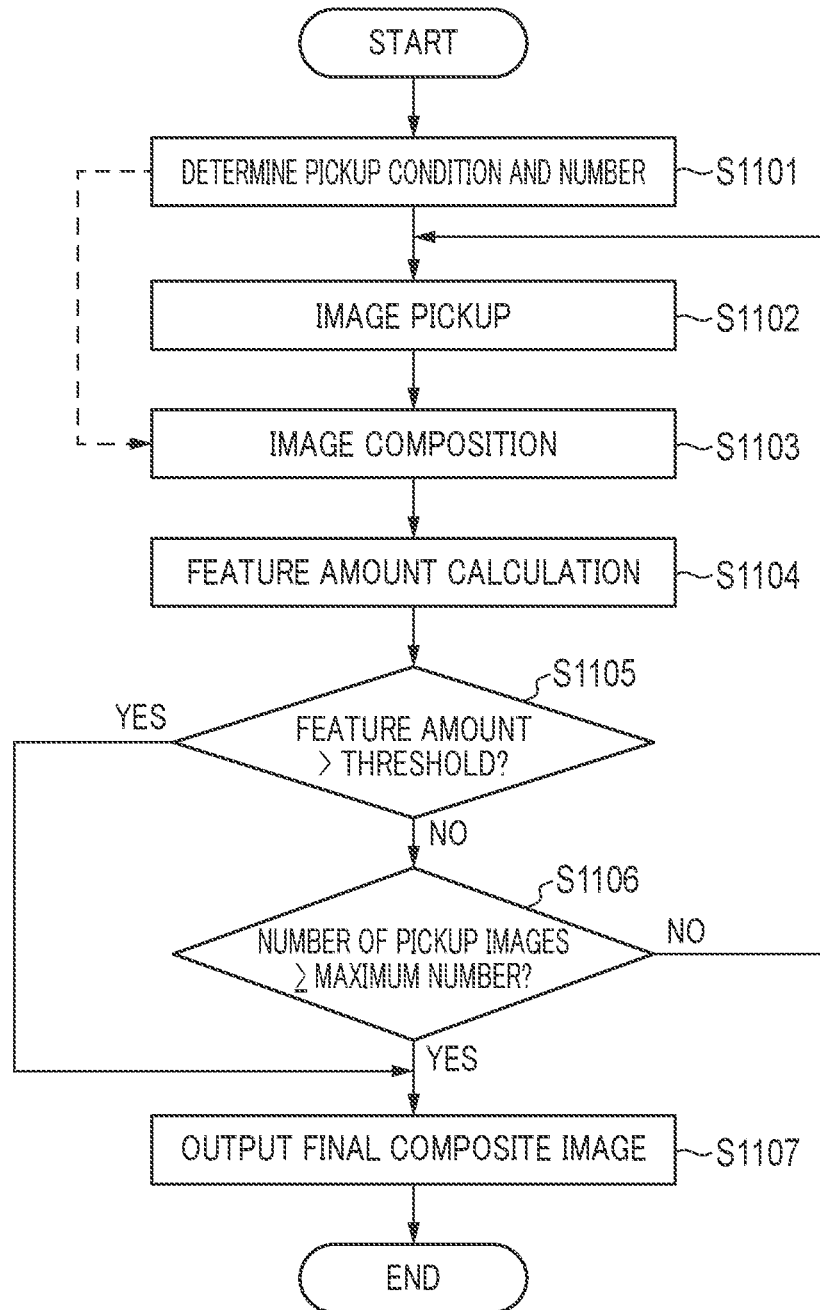 START
DETERMINE PICKUP CONDITION AND NUMBER
S1101
IMAGE PICKUP
S1102
IMAGE COMPOSITION
S1103
FEATURE AMOUNT CALCULATION
S1104
S1105
YES
FEATURE AMOUNT
> THRESHOLD?
NO
S1106
NUMBER OF PICKUP IMAGES
≥ MAXIMUM NUMBER?
NO
YES
OUTPUT FINAL COMPOSITE IMAGE
S1107
END